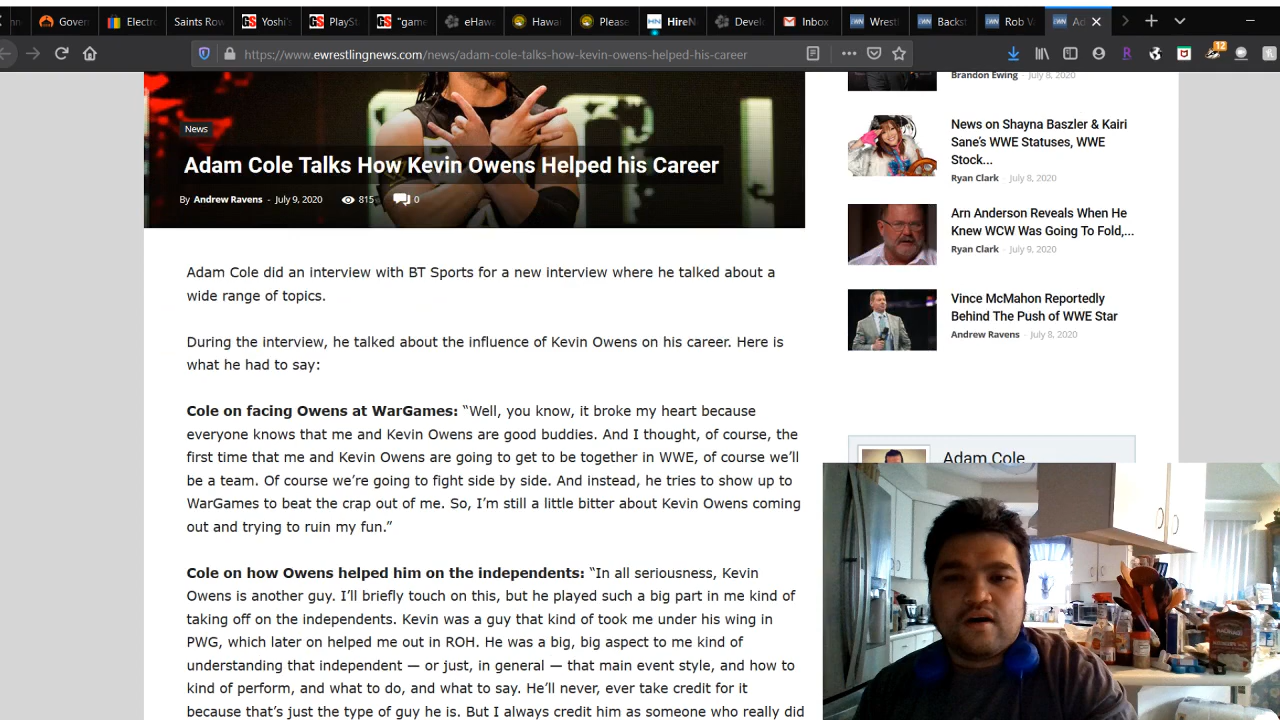 Govern
Electro
Saints Row
Yoshi's
PlaySt
"game
eHaw
Hawai
Please
HireN
Develo
Inbox
Wrest
Backst
Rob V
Ad
https://www.ewrestlingnews.com/news/adam-cole-talks-how-kevin-owens-helped-his-career
12
News
Adam Cole Talks How Kevin Owens Helped his Career
By Andrew Ravens - July 9, 2020 815 0
Adam Cole did an interview with BT Sports for a new interview where he talked about a
wide range of topics.
During the interview, he talked about the influence of Kevin Owens on his career. Here is
what he had to say:
Cole on facing Owens at WarGames: “Well, you know, it broke my heart because
everyone knows that me and Kevin Owens are good buddies. And I thought, of course, the
first time that me and Kevin Owens are going to get to be together in WWE, of course we’ll
be a team. Of course we’re going to fight side by side. And instead, he tries to show up to
WarGames to beat the crap out of me. So, I’m still a little bitter about Kevin Owens coming
out and trying to ruin my fun.”
Cole on how Owens helped him on the independents: “In all seriousness, Kevin
Owens is another guy. I’ll briefly touch on this, but he played such a big part in me kind of
taking off on the independents. Kevin was a guy that kind of took me under his wing in
PWG, which later on helped me out in ROH. He was a big, big aspect to me kind of
understanding that independent — or just, in general — that main event style, and how to
kind of perform, and what to do, and what to say. He’ll never, ever take credit for it
because that’s just the type of guy he is. But I always credit him as someone who really did
Brandon Ewing - July 8, 2020
News on Shayna Baszler & Kairi
Sane’s WWE Statuses, WWE
Stock...
Ryan Clark - July 8, 2020
Arn Anderson Reveals When He
Knew WCW Was Going To Fold,...
Ryan Clark - July 9, 2020
Vince McMahon Reportedly
Behind The Push of WWE Star
Andrew Ravens - July 8, 2020
Adam Cole